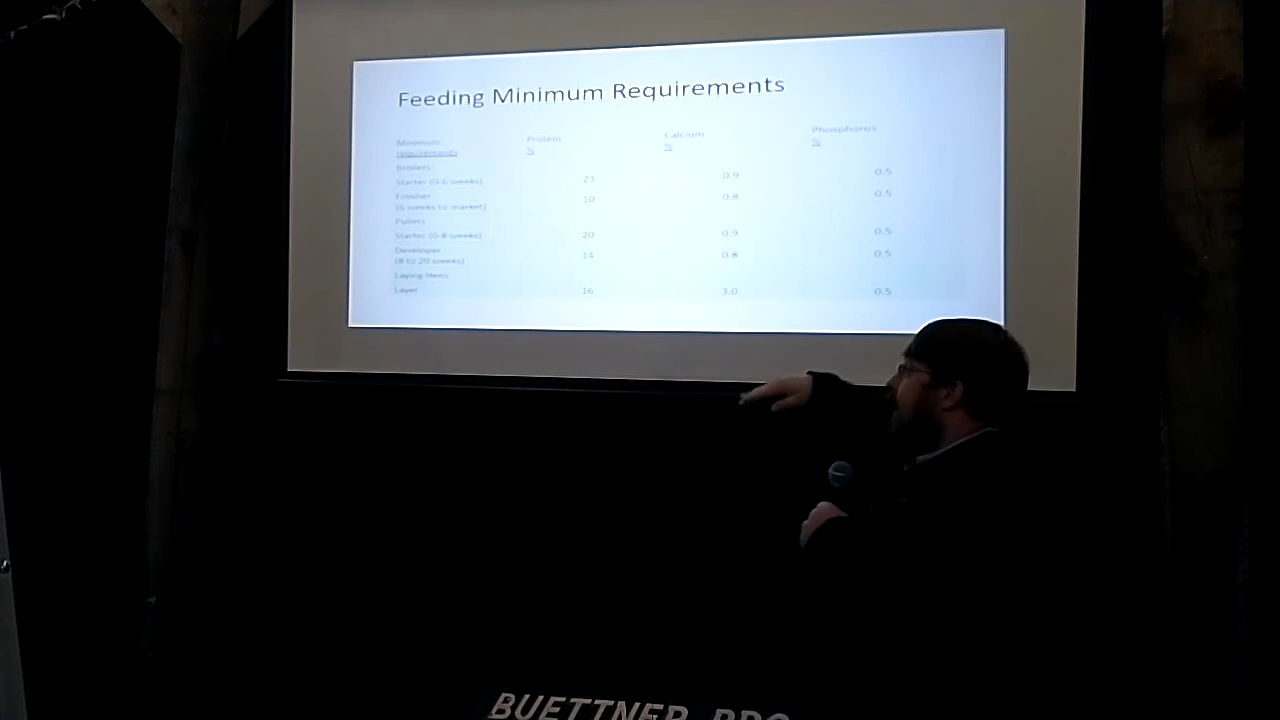 Feeding Minimum Requirements
Minimum requirements Protein % Calcium % Phosphorus %
Broilers
Starter (0-6 weeks) 23 0.9 0.5
Finisher (6 weeks to market) 10 0.8 0.5
Pullets
Starter (0-8 weeks) 20 0.9 0.5
Developer (8 to 20 weeks) 14 0.8 0.5
Laying Hens
Layer 16 3.0 0.5
BUETTNER